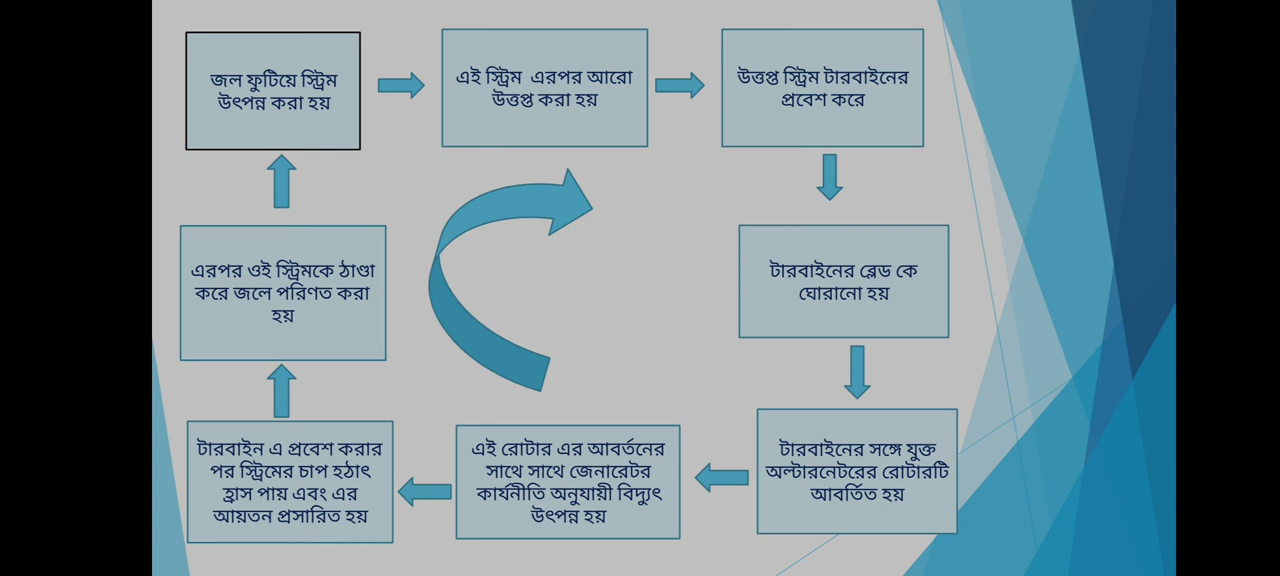 জল ফুটিয়ে স্ট্রিম
উৎপন্ন করা হয়
এই স্ট্রিম এরপর আরো
উত্তপ্ত করা হয়
উত্তপ্ত স্ট্রিম টারবাইনের
প্রবেশ করে
টারবাইনের ব্লেড কে
ঘোরানো হয়
টারবাইনের সঙ্গে যুক্ত
অল্টারনেটরের রোটারটি
আবর্তিত হয়
এই রোটার এর আবর্তনের
সাথে সাথে জেনারেটর
কার্যনীতি অনুযায়ী বিদ্যুৎ
উৎপন্ন হয়
টারবাইন এ প্রবেশ করার
পর স্ট্রিমের চাপ হঠাৎ
হ্রাস পায় এবং এর
আয়তন প্রসারিত হয়
এরপর ওই স্ট্রিমকে ঠাণ্ডা
করে জলে পরিণত করা
হয়